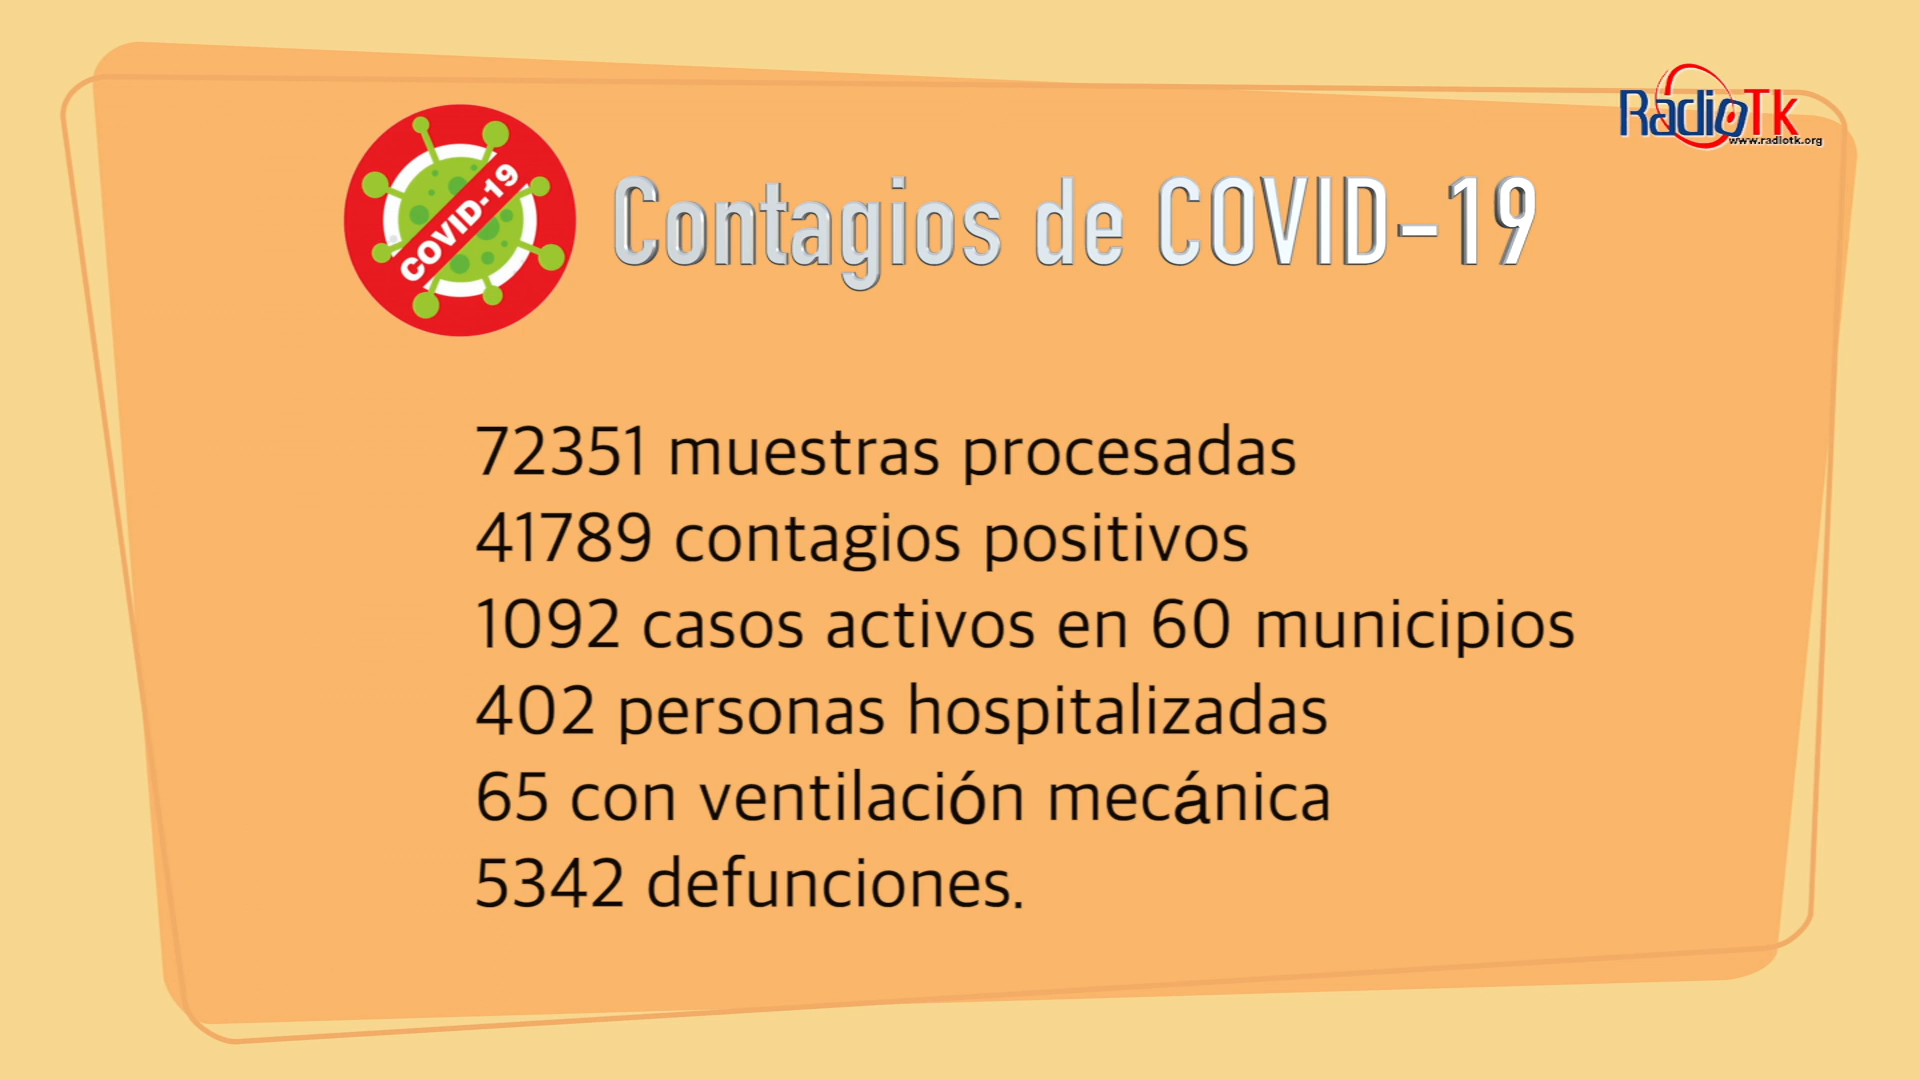 RadioTk
www.radiotk.org
COVID-19
Contagios de COVID-19
72351 muestras procesadas
41789 contagios positivos
1092 casos activos en 60 municipios
402 personas hospitalizadas
65 con ventilación mecánica
5342 defunciones.